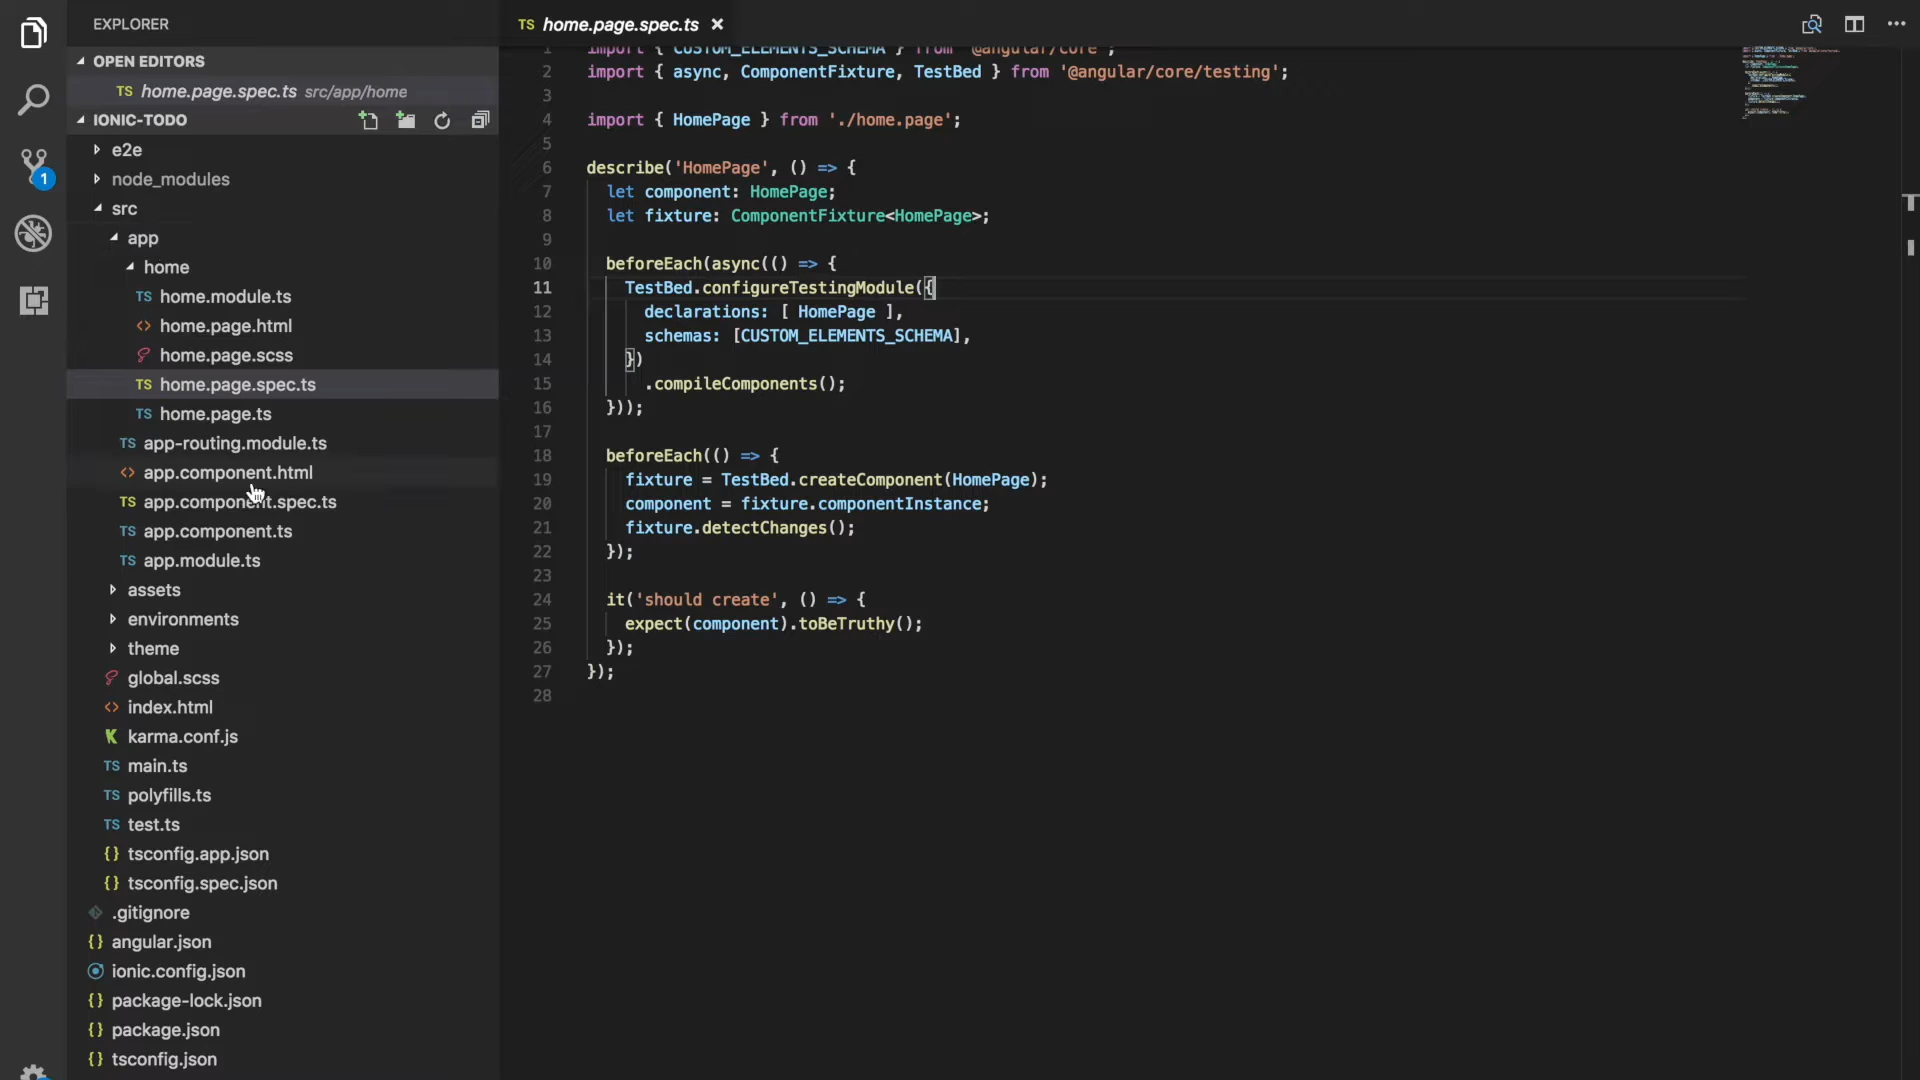 EXPLORER
OPEN EDITORS
TS home.page.spec.ts src/app/home
IONIC-TODO
e2e
node_modules
src
app
home
TS home.module.ts
<> home.page.html
home.page.scss
TS home.page.spec.ts
TS home.page.ts
TS app-routing.module.ts
<> app.component.html
TS app.component.spec.ts
TS app.component.ts
TS app.module.ts
assets
environments
theme
global.scss
<> index.html
K karma.conf.js
TS main.ts
TS polyfills.ts
TS test.ts
{} tsconfig.app.json
{} tsconfig.spec.json
.gitignore
{} angular.json
ionic.config.json
{} package-lock.json
{} package.json
{} tsconfig.json
1
TS home.page.spec.ts ×
1 import { CUSTOM_ELEMENTS_SCHEMA } from '@angular/core';
2 import { async, ComponentFixture, TestBed } from '@angular/core/testing';
3
4 import { HomePage } from './home.page';
5
6 describe('HomePage', () => {
7 let component: HomePage;
8 let fixture: ComponentFixture<HomePage>;
9
10 beforeEach(async(() => {
11 TestBed.configureTestingModule({
12 declarations: [ HomePage ],
13 schemas: [CUSTOM_ELEMENTS_SCHEMA],
14 })
15 .compileComponents();
16 }));
17
18 beforeEach(() => {
19 fixture = TestBed.createComponent(HomePage);
20 component = fixture.componentInstance;
21 fixture.detectChanges();
22 });
23
24 it('should create', () => {
25 expect(component).toBeTruthy();
26 });
27 });
28